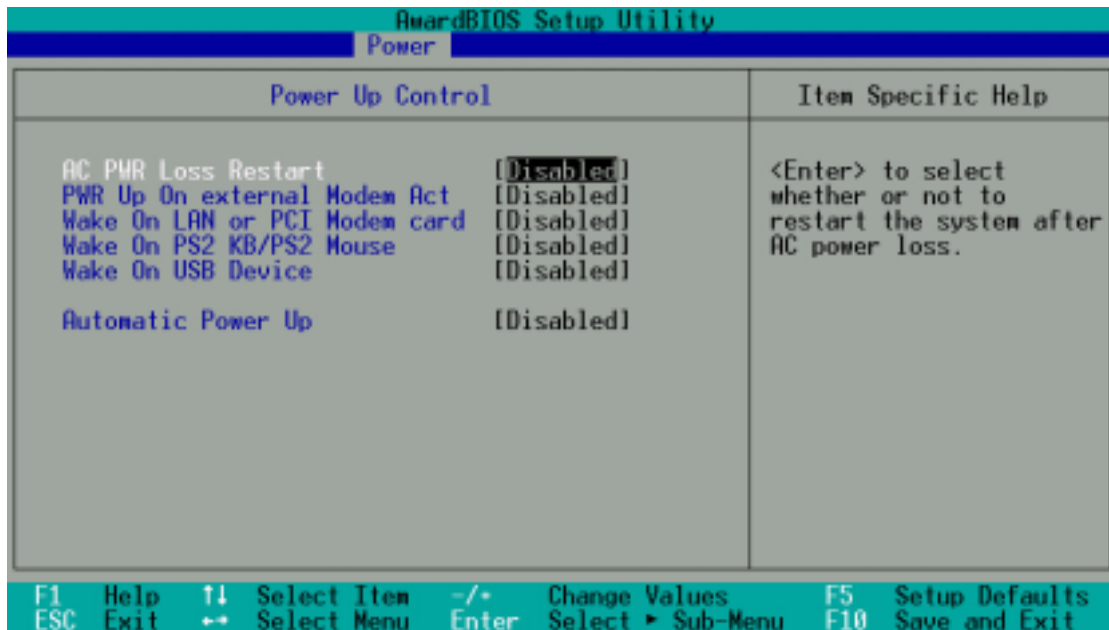 AwardBIOS Setup Utility
Power
Power Up Control
Item Specific Help
AC PWR Loss Restart [Disabled]
PWR Up On external Modem Act [Disabled]
Wake On LAN or PCI Modem card [Disabled]
Wake On PS2 KB/PS2 Mouse [Disabled]
Wake On USB Device [Disabled]
Automatic Power Up [Disabled]
<Enter> to select
whether or not to
restart the system after
AC power loss.
F1 Help ↑↓ Select Item -/+ Change Values F5 Setup Defaults
ESC Exit ←→ Select Menu Enter Select ► Sub-Menu F10 Save and Exit